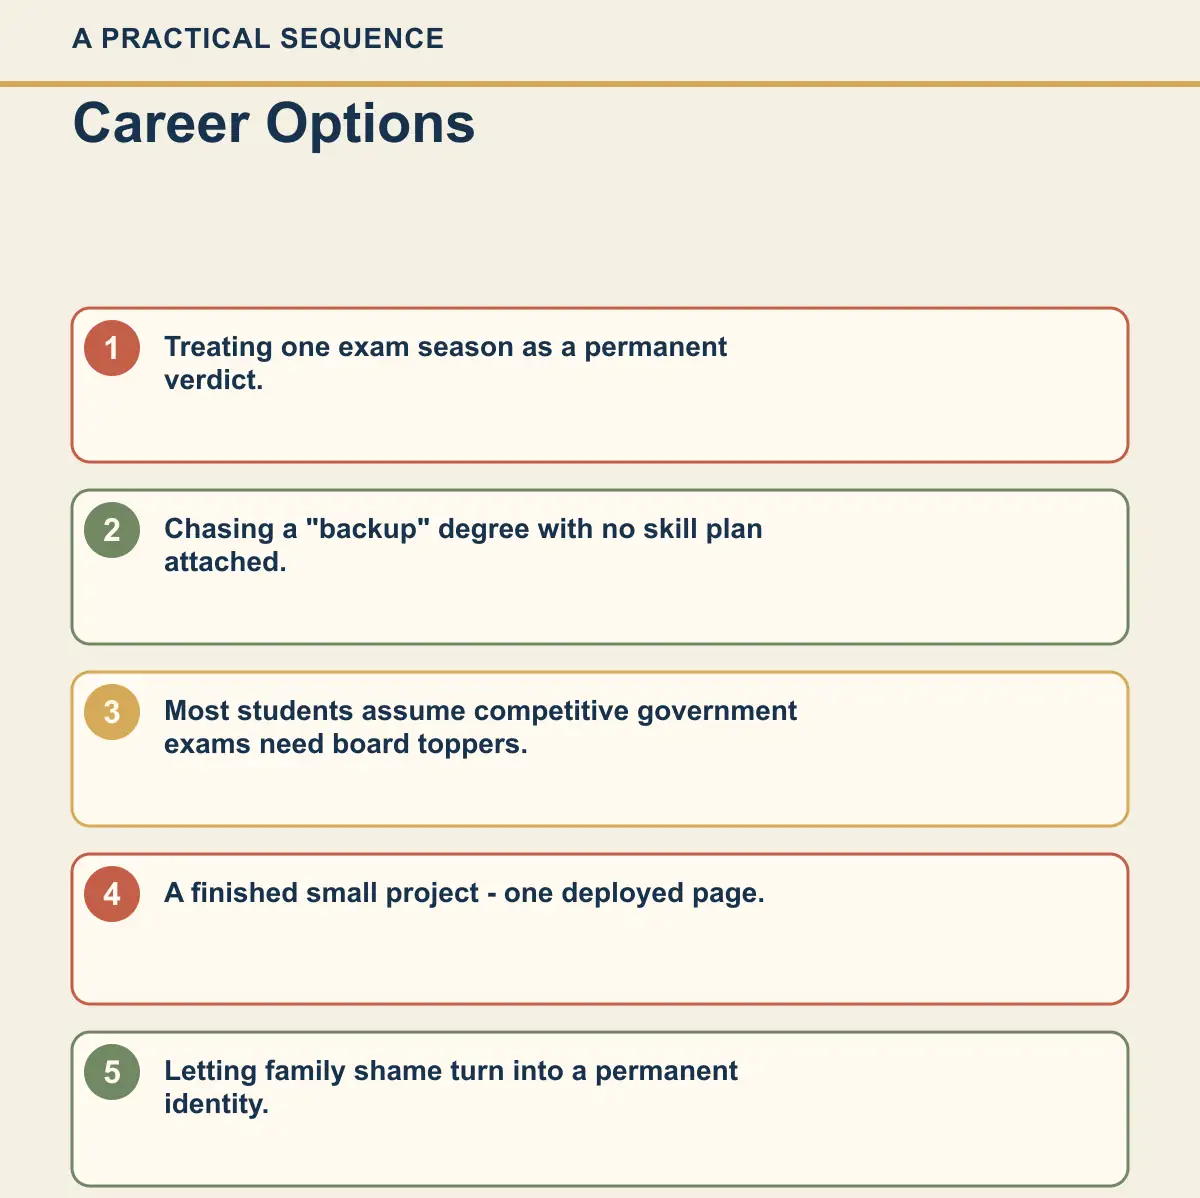 A PRACTICAL SEQUENCE
Career Options
1
Treating one exam season as a permanent
verdict.
2
Chasing a "backup" degree with no skill plan
attached.
3
Most students assume competitive government
exams need board toppers.
4
A finished small project - one deployed page.
5
Letting family shame turn into a permanent
identity.